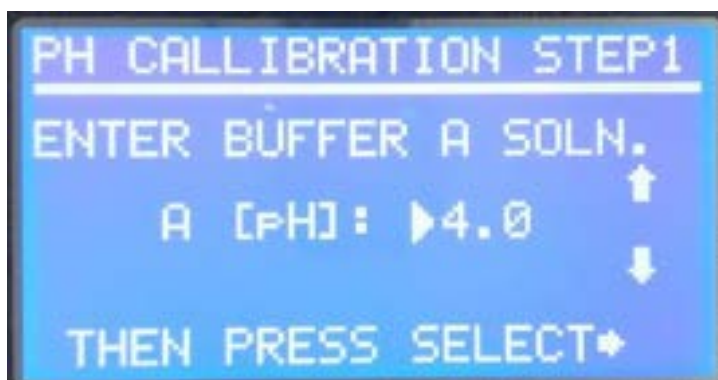 PH CALLIBRATION STEP1
ENTER BUFFER A SOLN.
A [pH]: ▶4.0
THEN PRESS SELECT